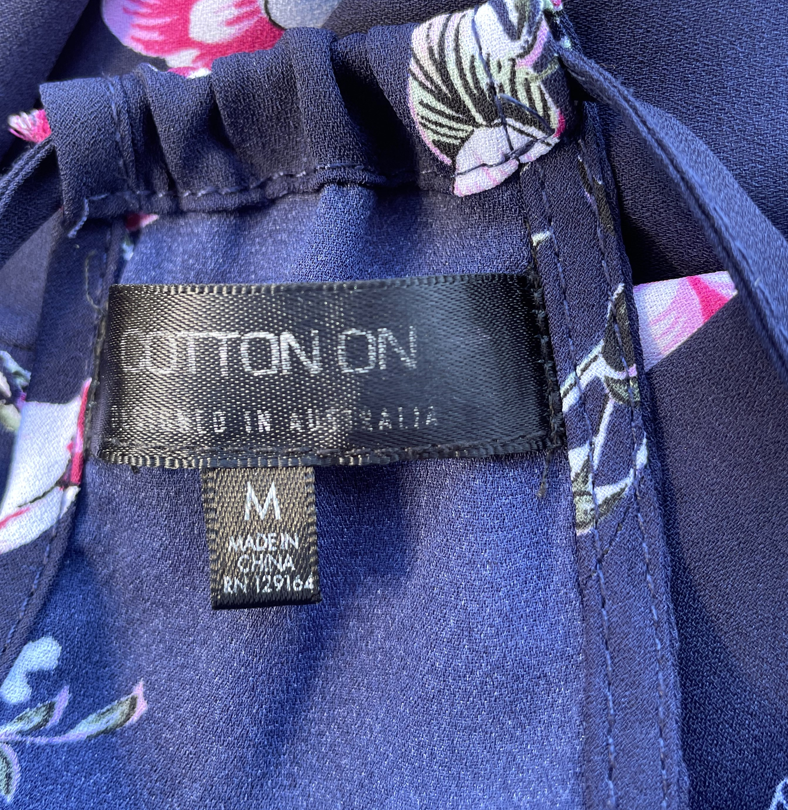 COTTON ON
DESIGNED IN AUSTRALIA
M
MADE IN
CHINA
RN 129164